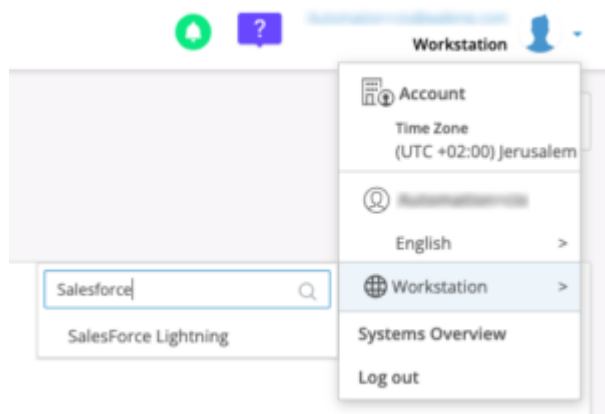 ?
Workstation
Account
Time Zone
(UTC +02:00) Jerusalem
English >
Salesforce
Workstation >
SalesForce Lightning
Systems Overview
Log out